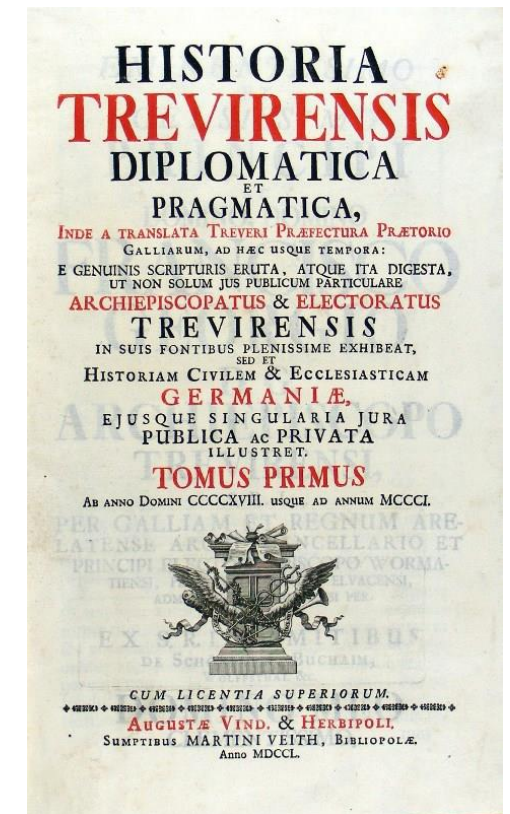 HISTORIA
TREVIRENSIS
DIPLOMATICA
ET
PRAGMATICA,
INDE A TRANSLATA TREVERI PRÆFECTURA PRÆTORIO
GALLIARUM, AD HÆC USQUE TEMPORA:
E GENUINIS SCRIPTURIS ERUTA, ATQUE ITA DIGESTA,
UT NON SOLUM JUS PUBLICUM PARTICULARE
ARCHIEPISCOPATUS & ELECTORATUS
TREVIRENSIS
IN SUIS FONTIBUS PLENISSIME EXHIBEAT,
SED ET
HISTORIAM CIVILEM & ECCLESIASTICAM
GERMANIÆ,
EJUSQUE SINGULARIA JURA
PUBLICA AC PRIVATA
ILLUSTRET.
TOMUS PRIMUS
AB ANNO DOMINI CCCCXVIII. USQUE AD ANNUM MCCCI.
CUM LICENTIA SUPERIORUM.
AUGUSTÆ VIND. & HERBIPOLI,
SUMPTIBUS MARTINI VEITH, BIBLIOPOLÆ.
Anno MDCCL.